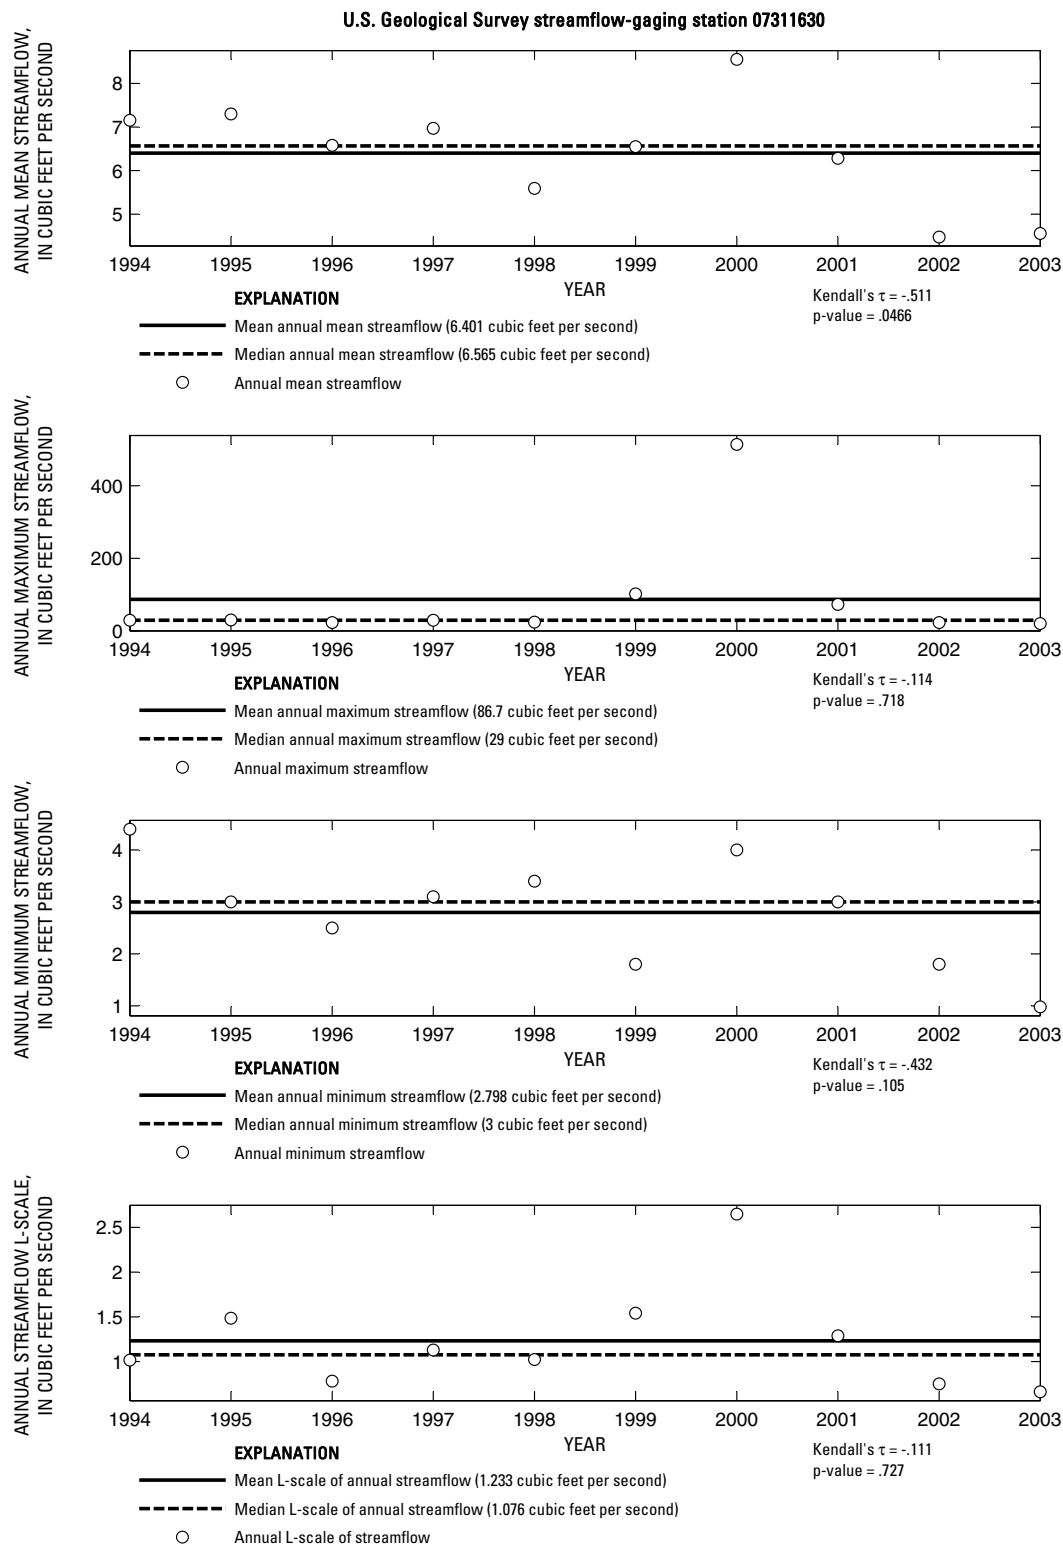 U.S. Geological Survey streamflow-gaging station 07311630
ANNUAL MEAN STREAMFLOW,
IN CUBIC FEET PER SECOND
8
7
6
5
1994 1995 1996 1997 1998 1999 2000 2001 2002 2003
YEAR
EXPLANATION
Mean annual mean streamflow (6.401 cubic feet per second)
Median annual mean streamflow (6.565 cubic feet per second)
Annual mean streamflow
Kendall's τ = -.511
p-value = .0466
ANNUAL MAXIMUM STREAMFLOW,
IN CUBIC FEET PER SECOND
400
200
0
1994 1995 1996 1997 1998 1999 2000 2001 2002 2003
YEAR
EXPLANATION
Mean annual maximum streamflow (86.7 cubic feet per second)
Median annual maximum streamflow (29 cubic feet per second)
Annual maximum streamflow
Kendall's τ = -.114
p-value = .718
ANNUAL MINIMUM STREAMFLOW,
IN CUBIC FEET PER SECOND
4
3
2
1
1994 1995 1996 1997 1998 1999 2000 2001 2002 2003
YEAR
EXPLANATION
Mean annual minimum streamflow (2.798 cubic feet per second)
Median annual minimum streamflow (3 cubic feet per second)
Annual minimum streamflow
Kendall's τ = -.432
p-value = .105
ANNUAL STREAMFLOW L-SCALE,
IN CUBIC FEET PER SECOND
2.5
2
1.5
1
1994 1995 1996 1997 1998 1999 2000 2001 2002 2003
YEAR
EXPLANATION
Mean L-scale of annual streamflow (1.233 cubic feet per second)
Median L-scale of annual streamflow (1.076 cubic feet per second)
Annual L-scale of streamflow
Kendall's τ = -.111
p-value = .727